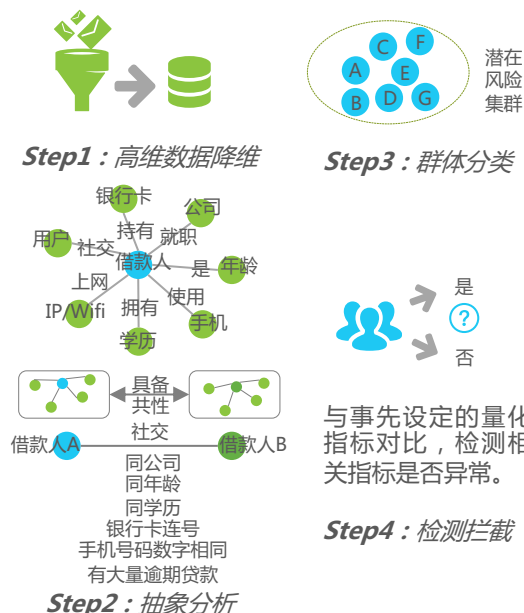 Step1：高维数据降维
银行卡
公司
持有
就职
用户
社交
借款人
是
年龄
上网
IP/Wifi
拥有
使用
手机
学历
具备
共性
社交
借款人A
借款人B
同公司
同年龄
同学历
银行卡连号
手机号码数字相同
有大量逾期贷款
Step2：抽象分析
C
F
A
E
B
D
G
潜在
风险
集群
Step3：群体分类
是
?
否
与事先设定的量化
指标对比，检测相
关指标是否异常。
Step4：检测拦截